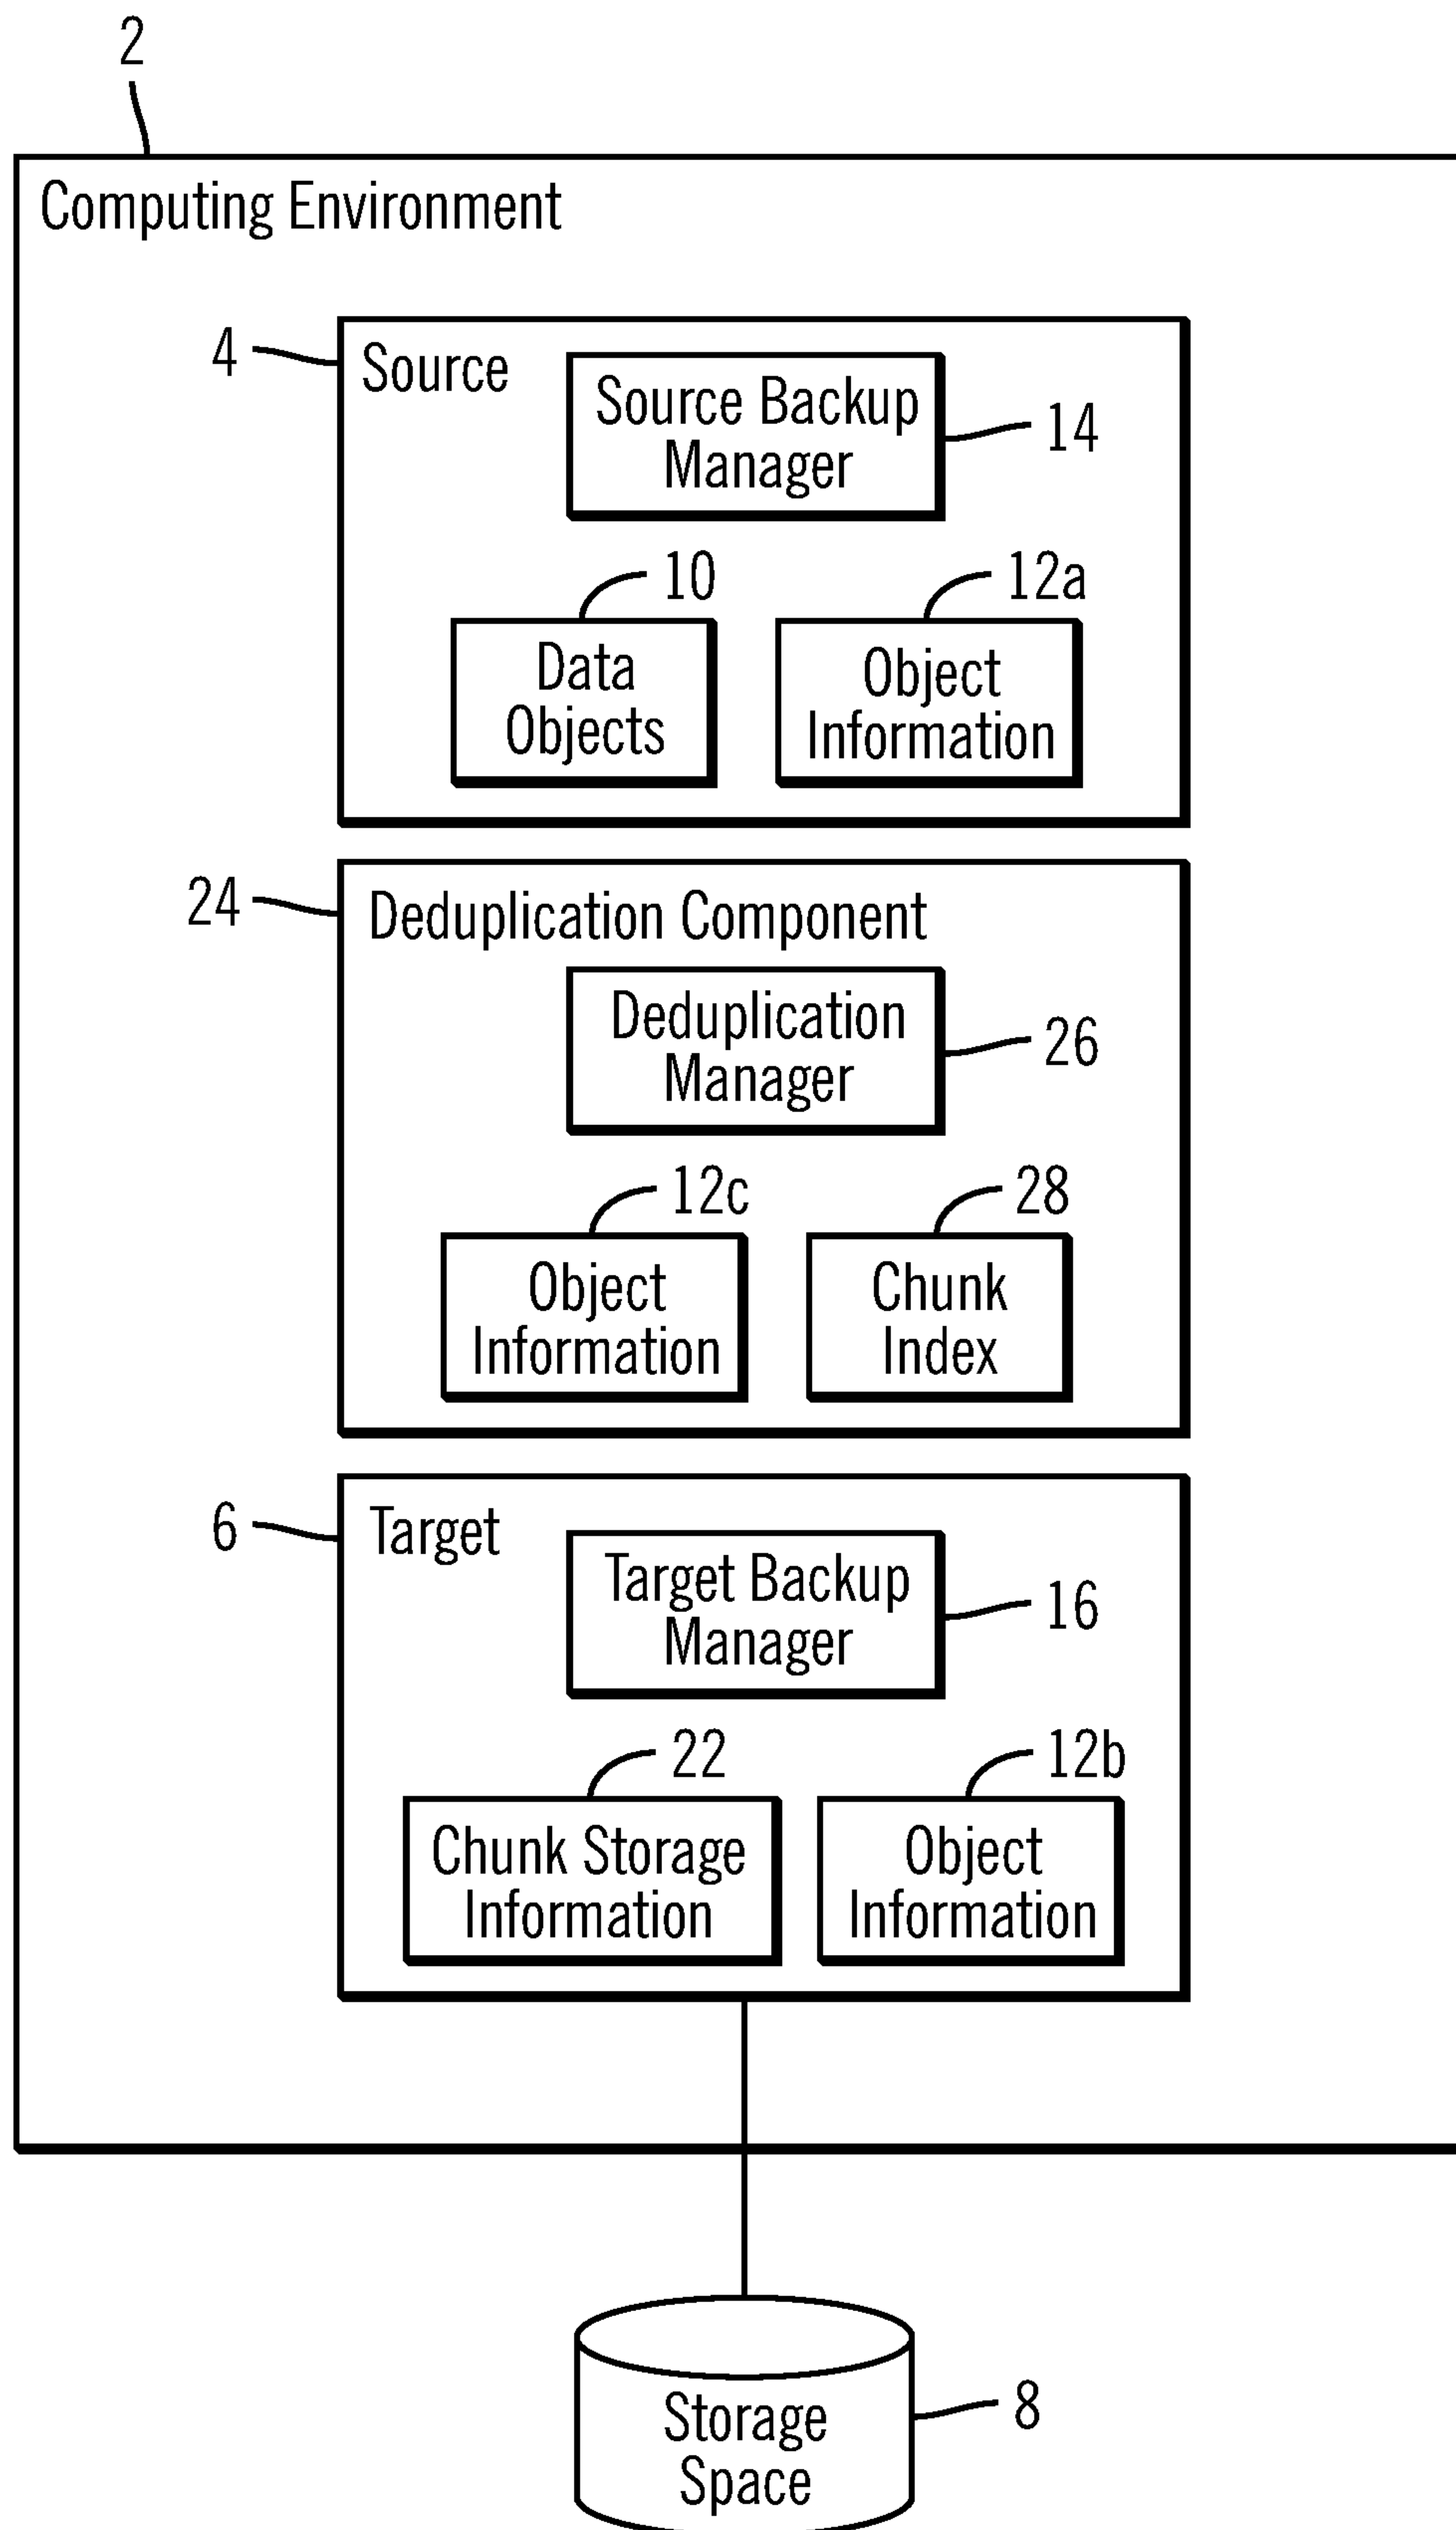 2
Computing Environment
4
Source
Source Backup
Manager
14
10
12a
Data
Objects
Object
Information
24
Deduplication Component
Deduplication
Manager
26
12c
28
Object
Information
Chunk
Index
6
Target
Target Backup
Manager
16
22
12b
Chunk Storage
Information
Object
Information
Storage
Space
8